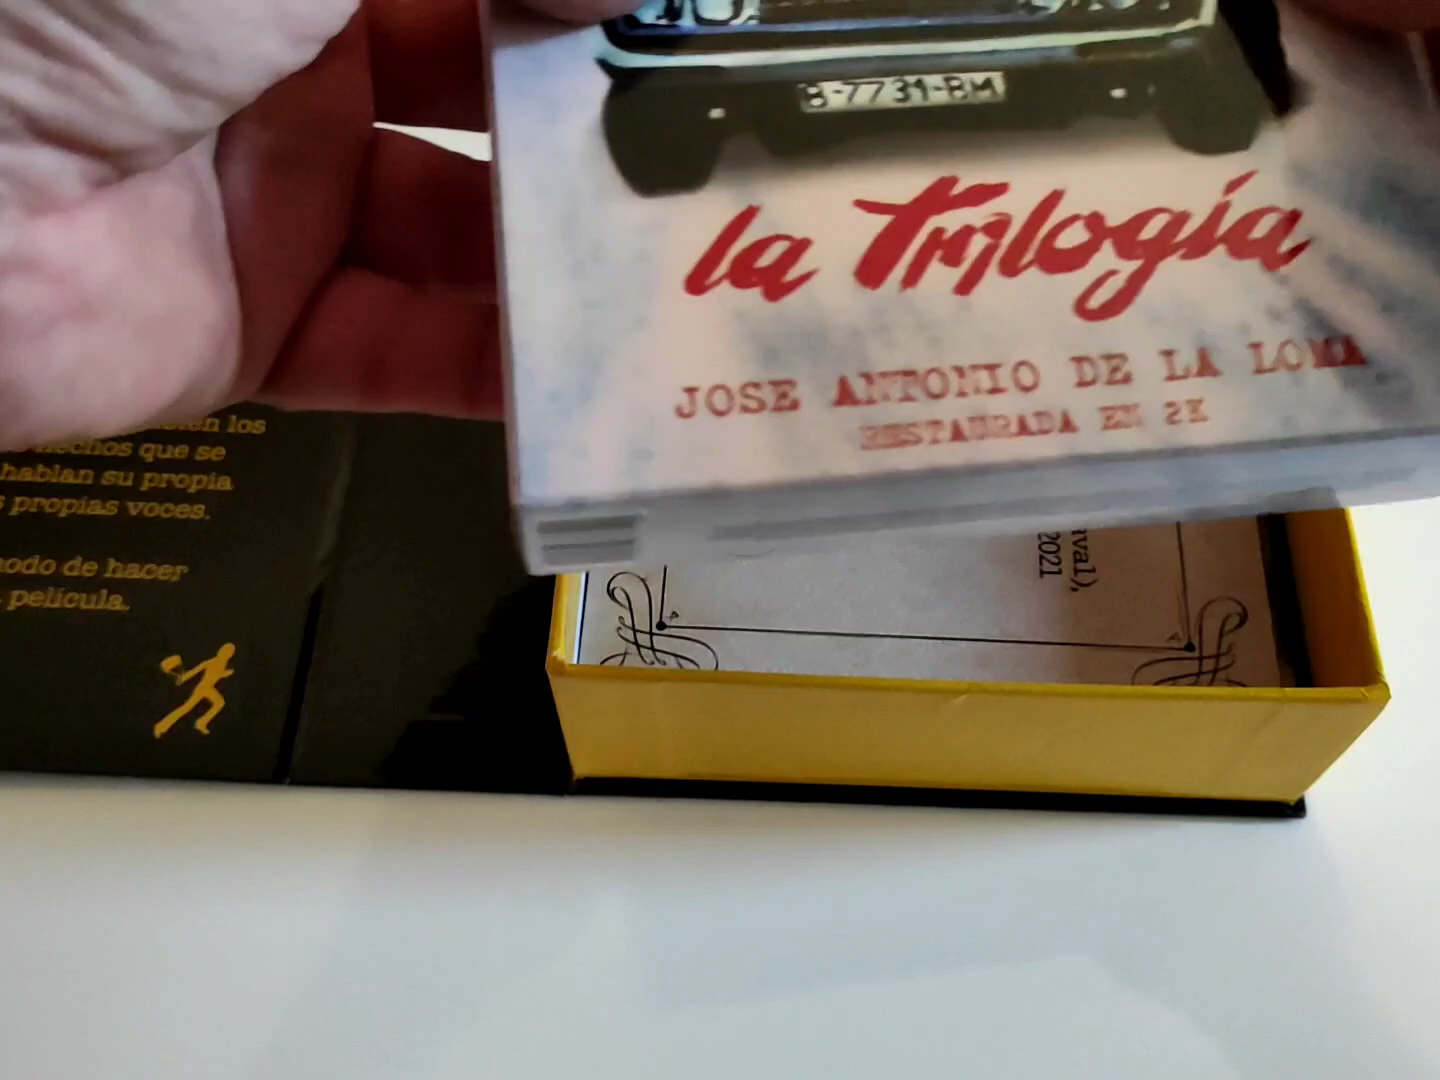 B-7731-BM
la Trilogía
JOSE ANTONIO DE LA LOMA
RESTAURADA EN 2K
los
hechos que se
hablan su propia
propias voces.
modo de hacer
película.
2021